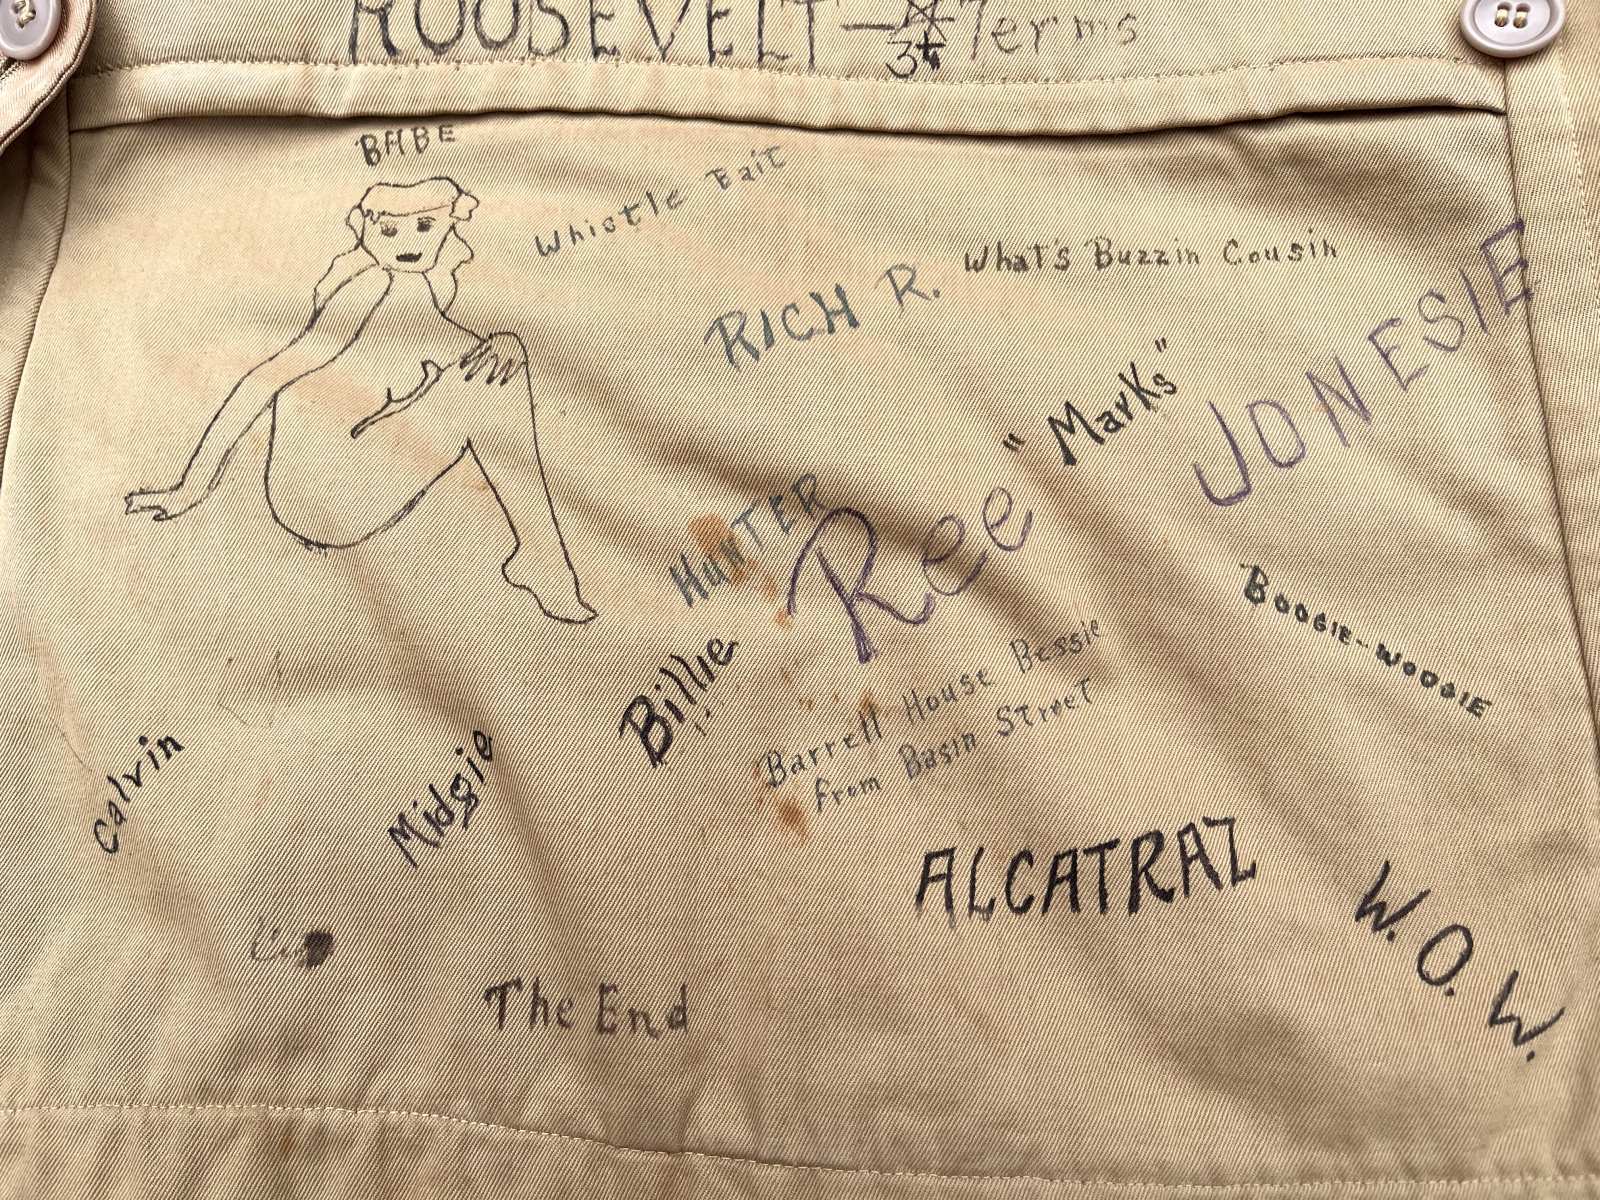 ROOSEVELT - 3t Terms
BABE
Whistle Bait
What's Buzzin Cousin
RICH R.
JONESIE
"Marks"
HUNTER
Ree
BOOGIE-WOOGIE
Billie
Barrell House Bessie
from Basin Street
Calvin
Midgie
ALCATRAZ
W.O.W.
The End